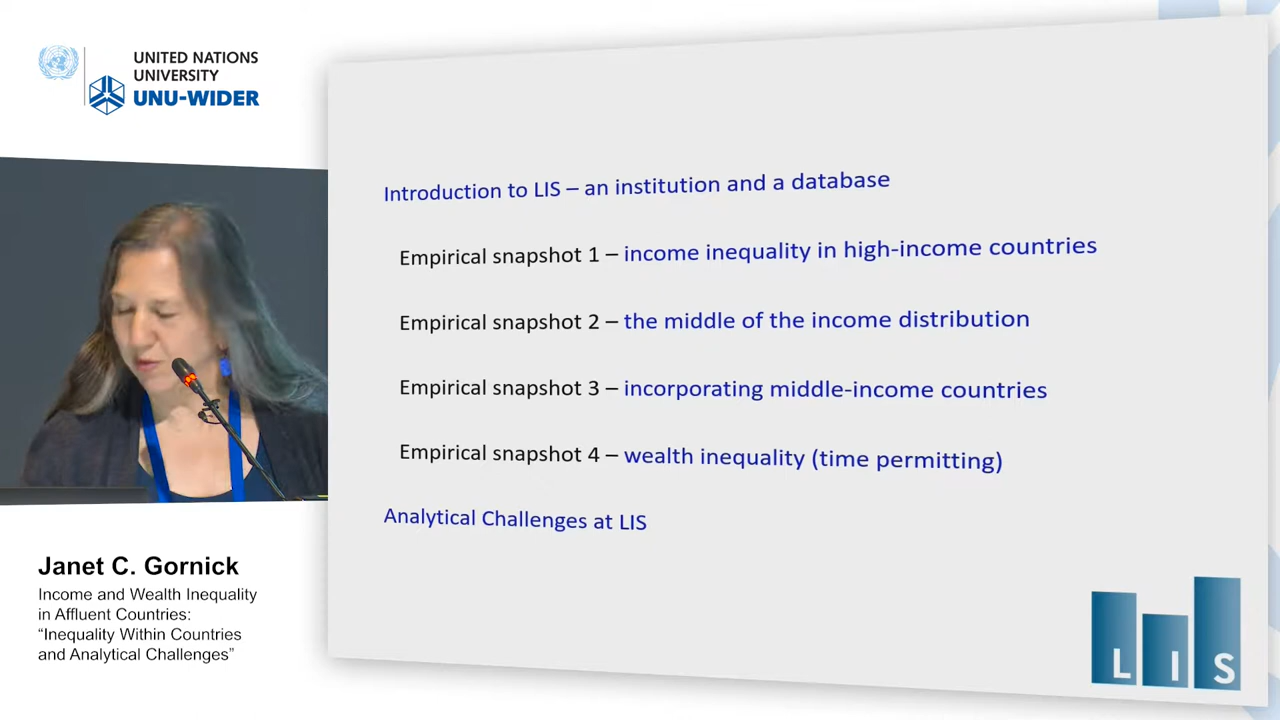 UNITED NATIONS
UNIVERSITY
UNU-WIDER
Introduction to LIS – an institution and a database
Empirical snapshot 1 – income inequality in high-income countries
Empirical snapshot 2 – the middle of the income distribution
Empirical snapshot 3 – incorporating middle-income countries
Empirical snapshot 4 – wealth inequality (time permitting)
Analytical Challenges at LIS
LIS
Janet C. Gornick
Income and Wealth Inequality
in Affluent Countries:
“Inequality Within Countries
and Analytical Challenges”